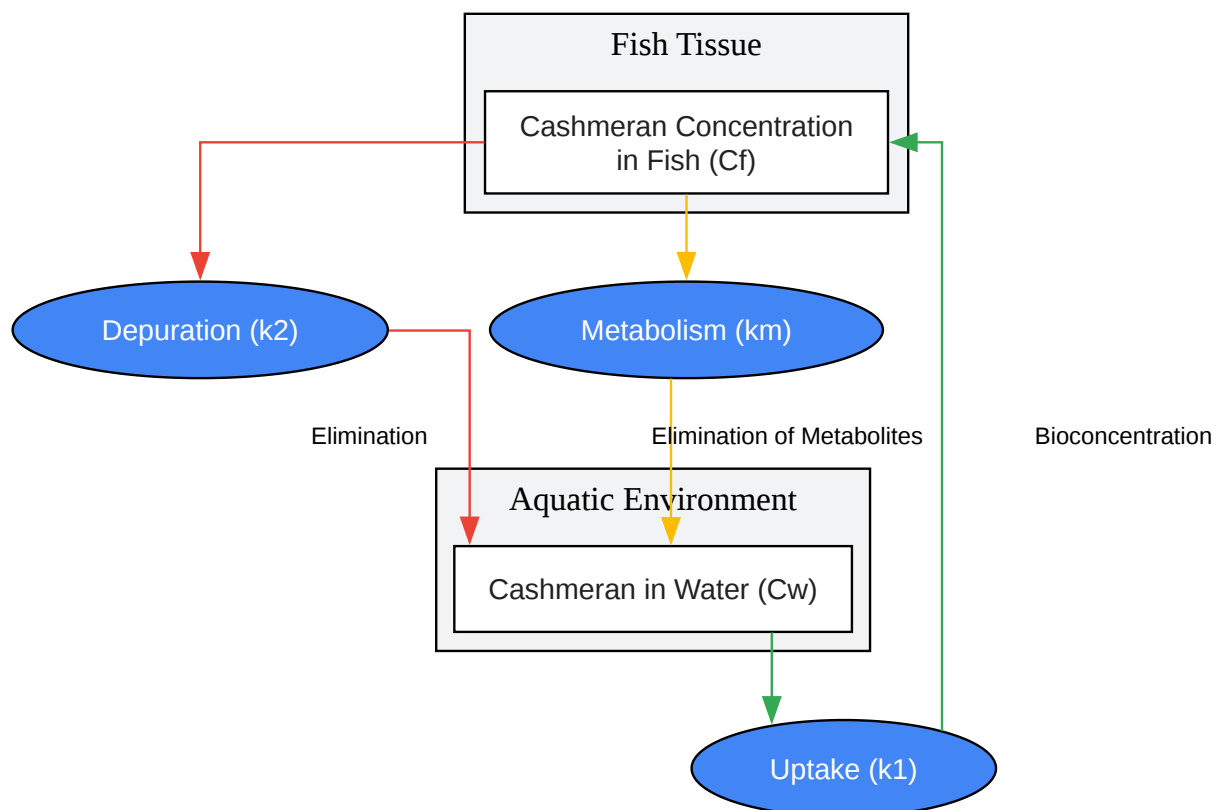 Fish Tissue
Cashmeran Concentration
in Fish (Cf)
Depuration (k2)
Metabolism (km)
Elimination
Elimination of Metabolites
Bioconcentration
Aquatic Environment
Cashmeran in Water (Cw)
Uptake (k1)